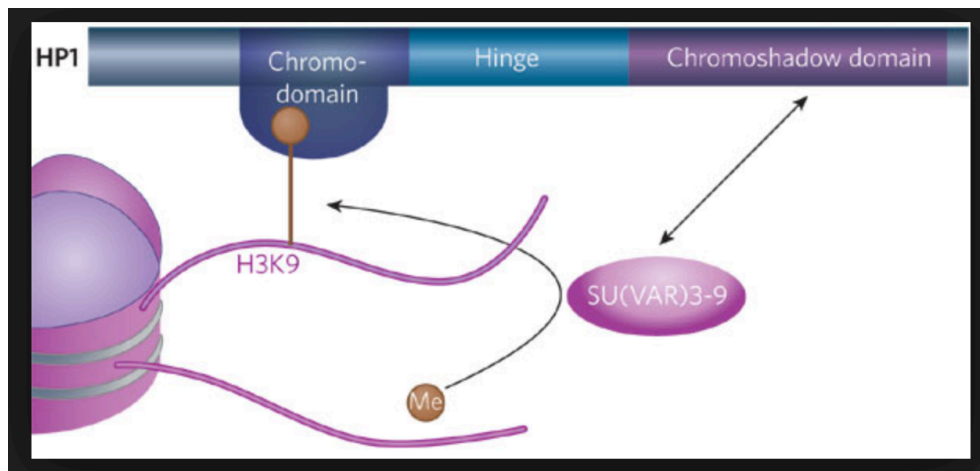 HP1
Chromo-
domain
Hinge
Chromoshadow domain
H3K9
SU(VAR)3-9
Me